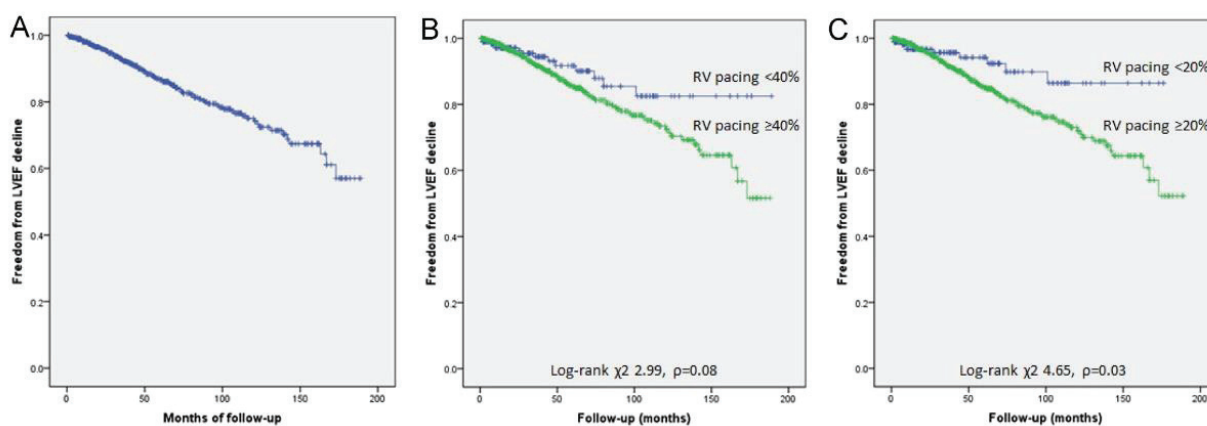 A
Freedom from LVEF decline
1.0
0.8
0.6
0.4
0.2
0.0
0 50 100 150 200
Months of follow-up
B
Freedom from LVEF decline
1.0
0.8
0.6
0.4
0.2
0.0
RV pacing <40%
RV pacing ≥40%
Log-rank χ2 2.99, ρ=0.08
0 50 100 150 200
Follow-up (months)
C
Freedom from LVEF decline
1.0
0.8
0.6
0.4
0.2
0.0
RV pacing <20%
RV pacing ≥20%
Log-rank χ2 4.65, ρ=0.03
0 50 100 150 200
Follow-up (months)